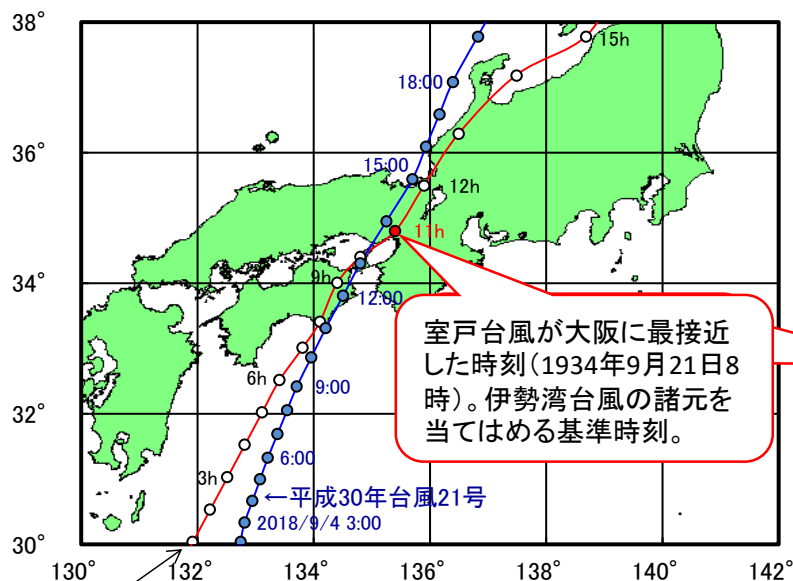 38°
36°
34°
32°
30°
130°
132°
134°
136°
138°
140°
142°
15h
18:00
15:00
12h
11h
9h
12:00
6h
9:00
3h
6:00
←平成30年台風21号
2018/9/4 3:00
室戸台風が大阪に最接近
した時刻(1934年9月21日8
時)。伊勢湾台風の諸元を
当てはめる基準時刻。